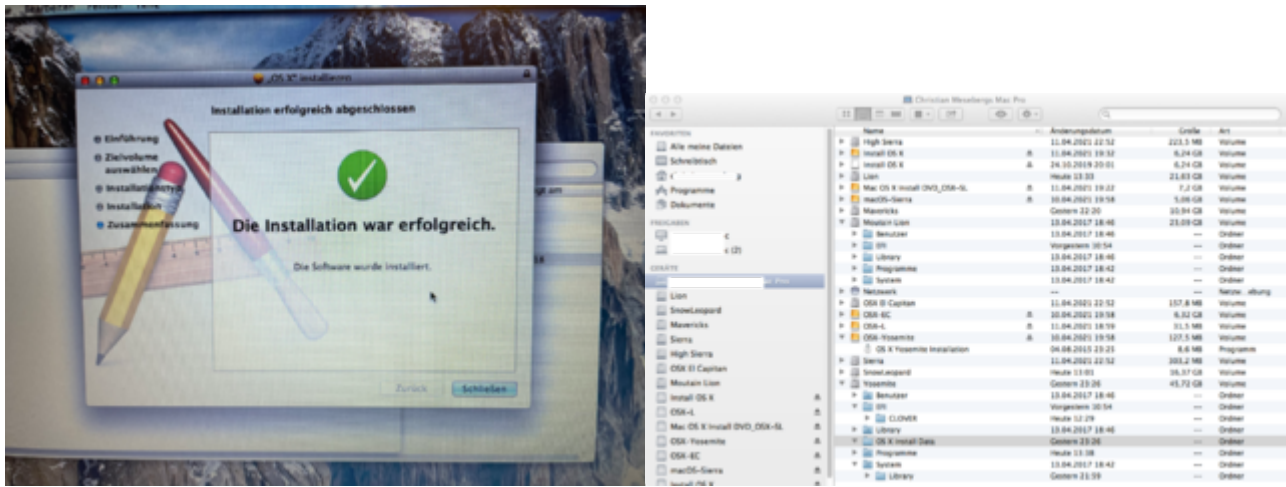 „OS X“ installieren
Installation erfolgreich abgeschlossen
Einführung
Zielvolume
auswählen
Installationstyp
Installation
Zusammenfassung
Die Installation war erfolgreich.
Die Software wurde installiert.
Zurück
Schließen
Christian Mesebergs Mac Pro
FAVORITEN
Alle meine Dateien
Schreibtisch
Programme
Dokumente
FREIGABEN
c
c (2)
GERÄTE
Lion
SnowLeopard
Mavericks
Sierra
High Sierra
OSX El Capitan
Moutain Lion
Install OS X
OSX-L
Mac OS X Install DVD_OSX-SL
OSX-Yosemite
OSX-EC
macOS-Sierra
Install OS X
Name Änderungsdatum Größe Art
High Sierra 11.04.2021 22:52 223,5 MB Volume
Install OS X 11.04.2021 19:32 6,24 GB Volume
Install OS X 24.10.2019 20:01 6,24 GB Volume
Lion Heute 13:33 21,63 GB Volume
Mac OS X Install DVD_OSX-SL 11.04.2021 19:22 7,2 GB Volume
macOS-Sierra 10.04.2021 19:58 5,08 GB Volume
Mavericks Gestern 22:20 10,94 GB Volume
Moutain Lion 13.04.2017 18:46 23,03 GB Volume
Benutzer 13.04.2017 18:46 -- Ordner
EFI Vorgestern 10:54 -- Ordner
Library 13.04.2017 18:46 -- Ordner
Programme 13.04.2017 18:42 -- Ordner
System 13.04.2017 18:42 -- Ordner
Netzwerk -- -- Netzw...ebung
OSX El Capitan 11.04.2021 22:52 157,8 MB Volume
OSX-EC 10.04.2021 19:58 6,32 GB Volume
OSX-L 11.04.2021 18:59 31,5 MB Volume
OSX-Yosemite 10.04.2021 19:58 127,5 MB Volume
OS X Yosemite Installation 04.08.2015 23:25 8,6 MB Programm
Sierra 11.04.2021 22:52 303,2 MB Volume
SnowLeopard Heute 13:01 16,37 GB Volume
Yosemite Gestern 23:26 45,72 GB Volume
Benutzer 13.04.2017 18:46 -- Ordner
EFI Vorgestern 10:54 -- Ordner
CLOVER Heute 12:29 -- Ordner
Library 13.04.2017 18:46 -- Ordner
OS X Install Data Gestern 23:26 -- Ordner
Programme Heute 13:38 -- Ordner
System 13.04.2017 18:42 -- Ordner
Library Gestern 21:59 -- Ordner